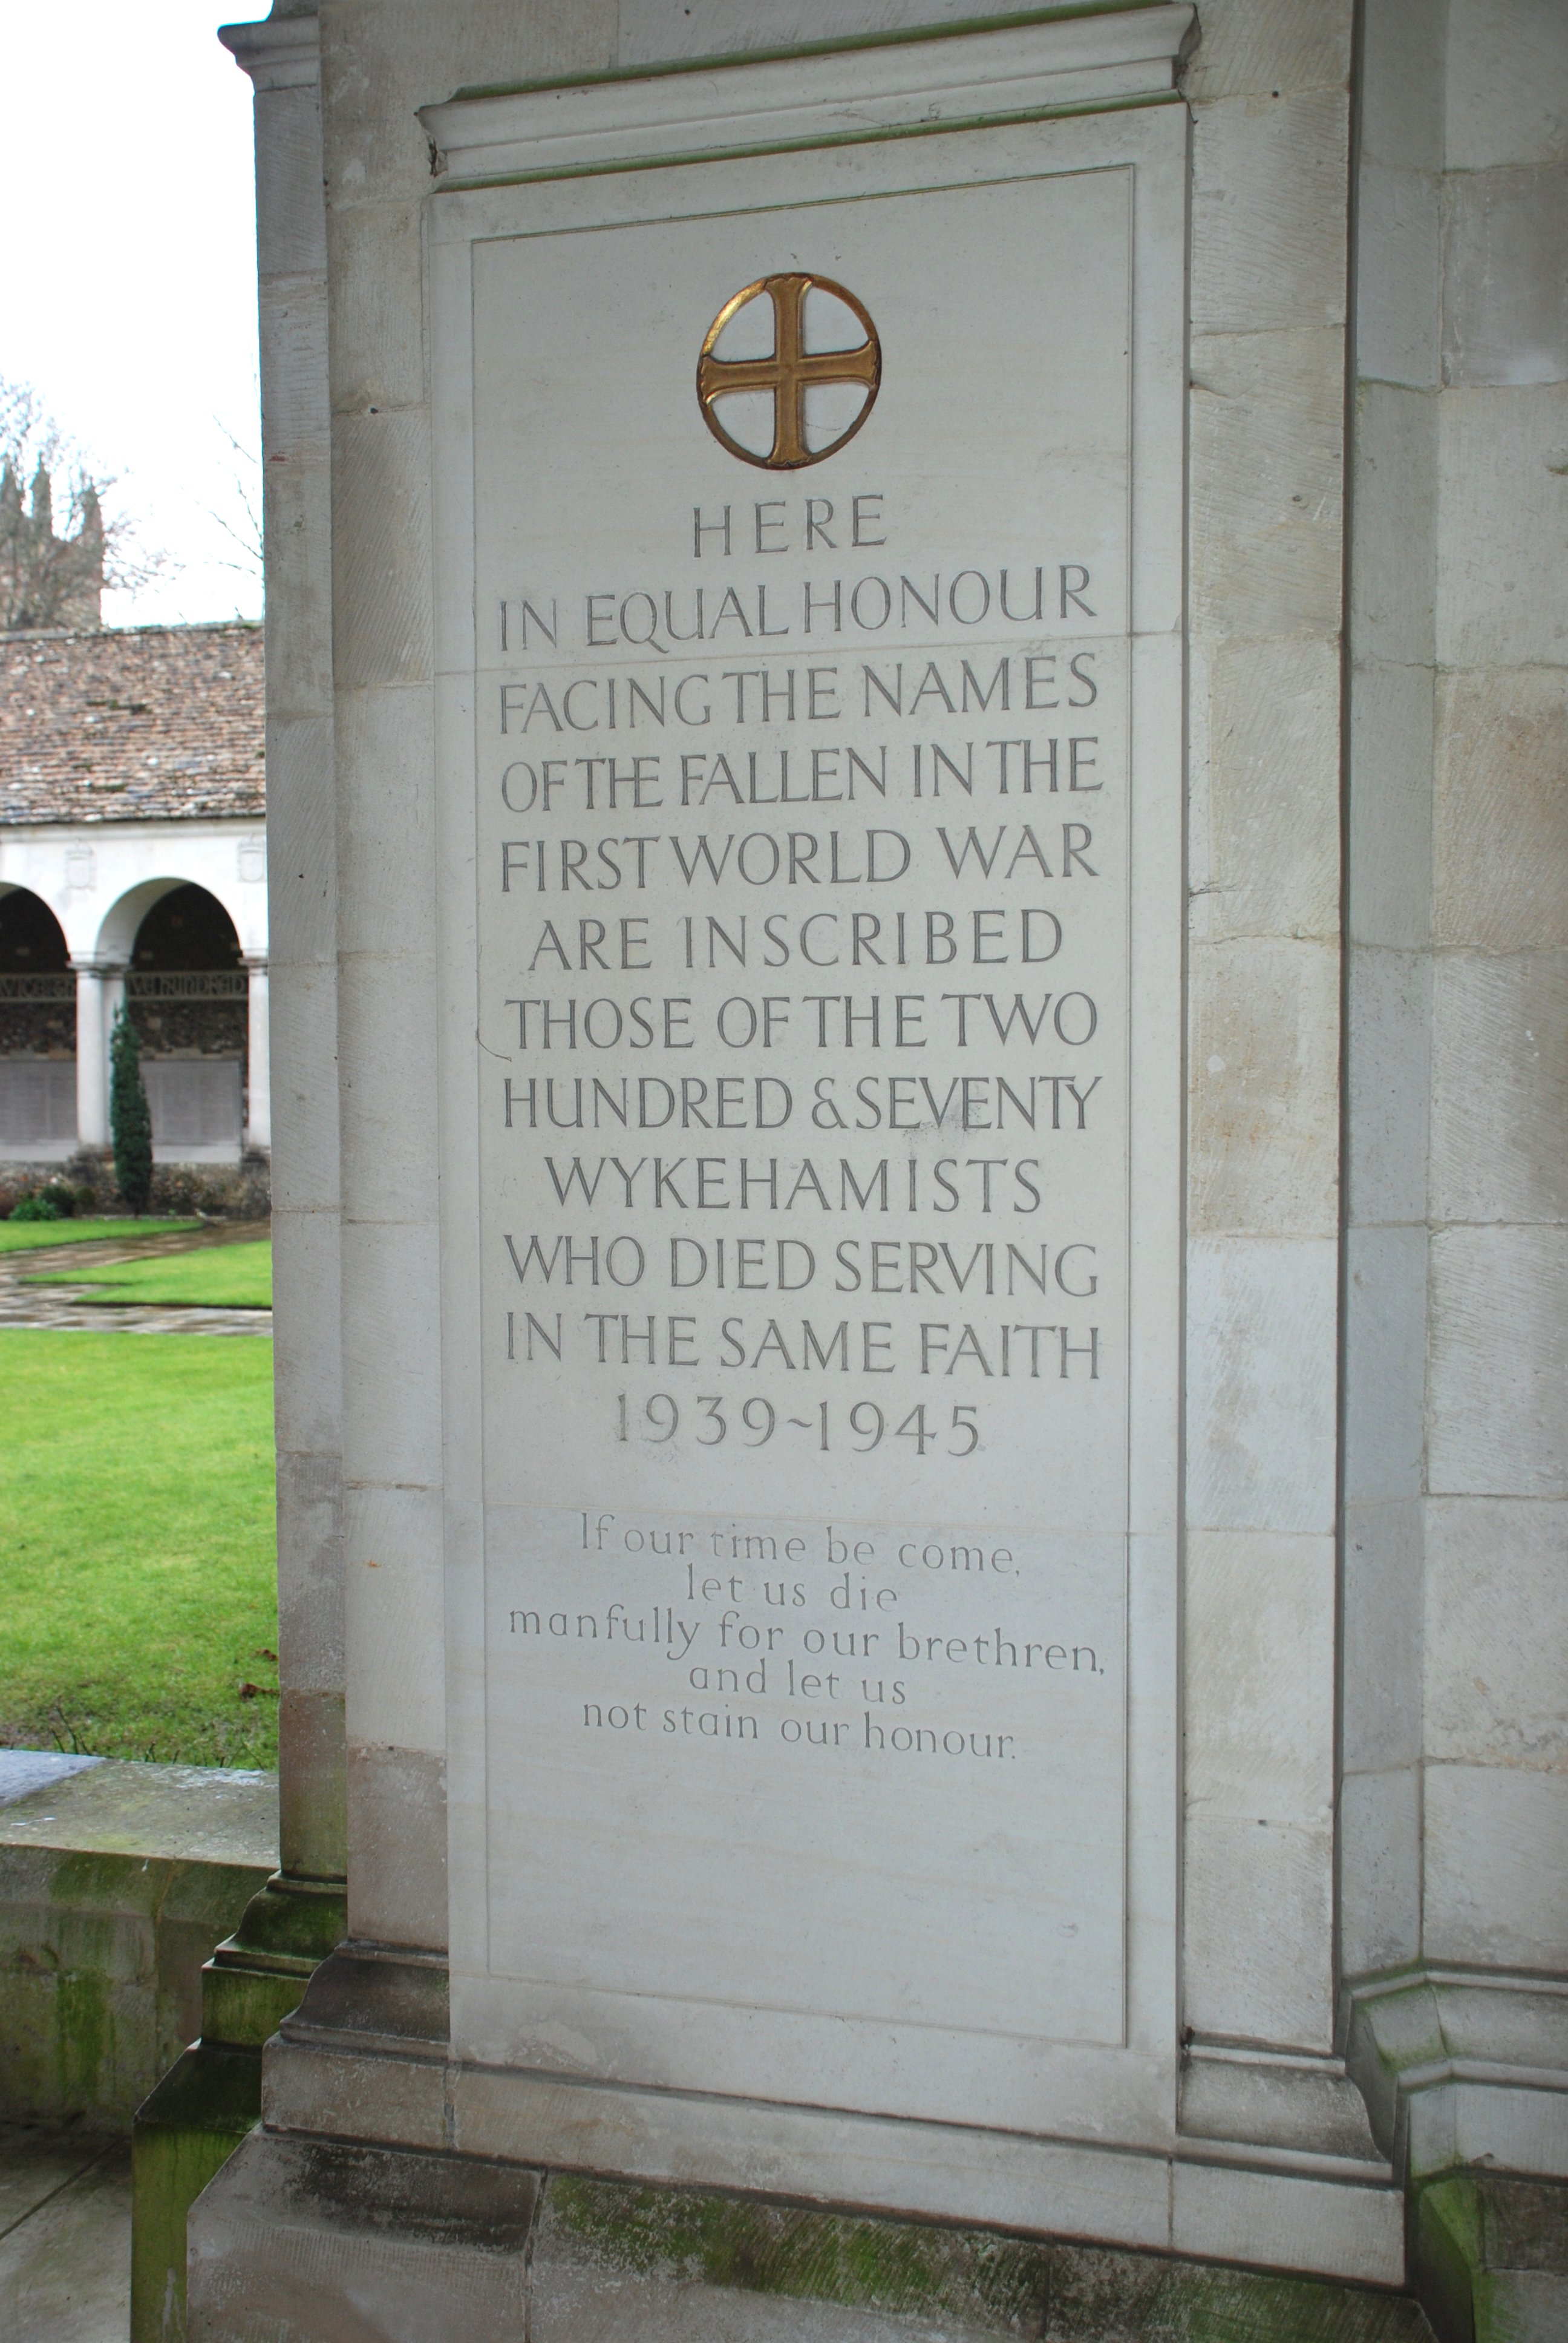 HERE
IN EQUAL HONOUR
FACING THE NAMES
OF THE FALLEN IN THE
FIRST WORLD WAR
ARE INSCRIBED
THOSE OF THE TWO
HUNDRED & SEVENTY
WYKEHAMISTS
WHO DIED SERVING
IN THE SAME FAITH
1939~1945
If our time be come,
let us die
manfully for our brethren,
and let us
not stain our honour.
HUNDRED